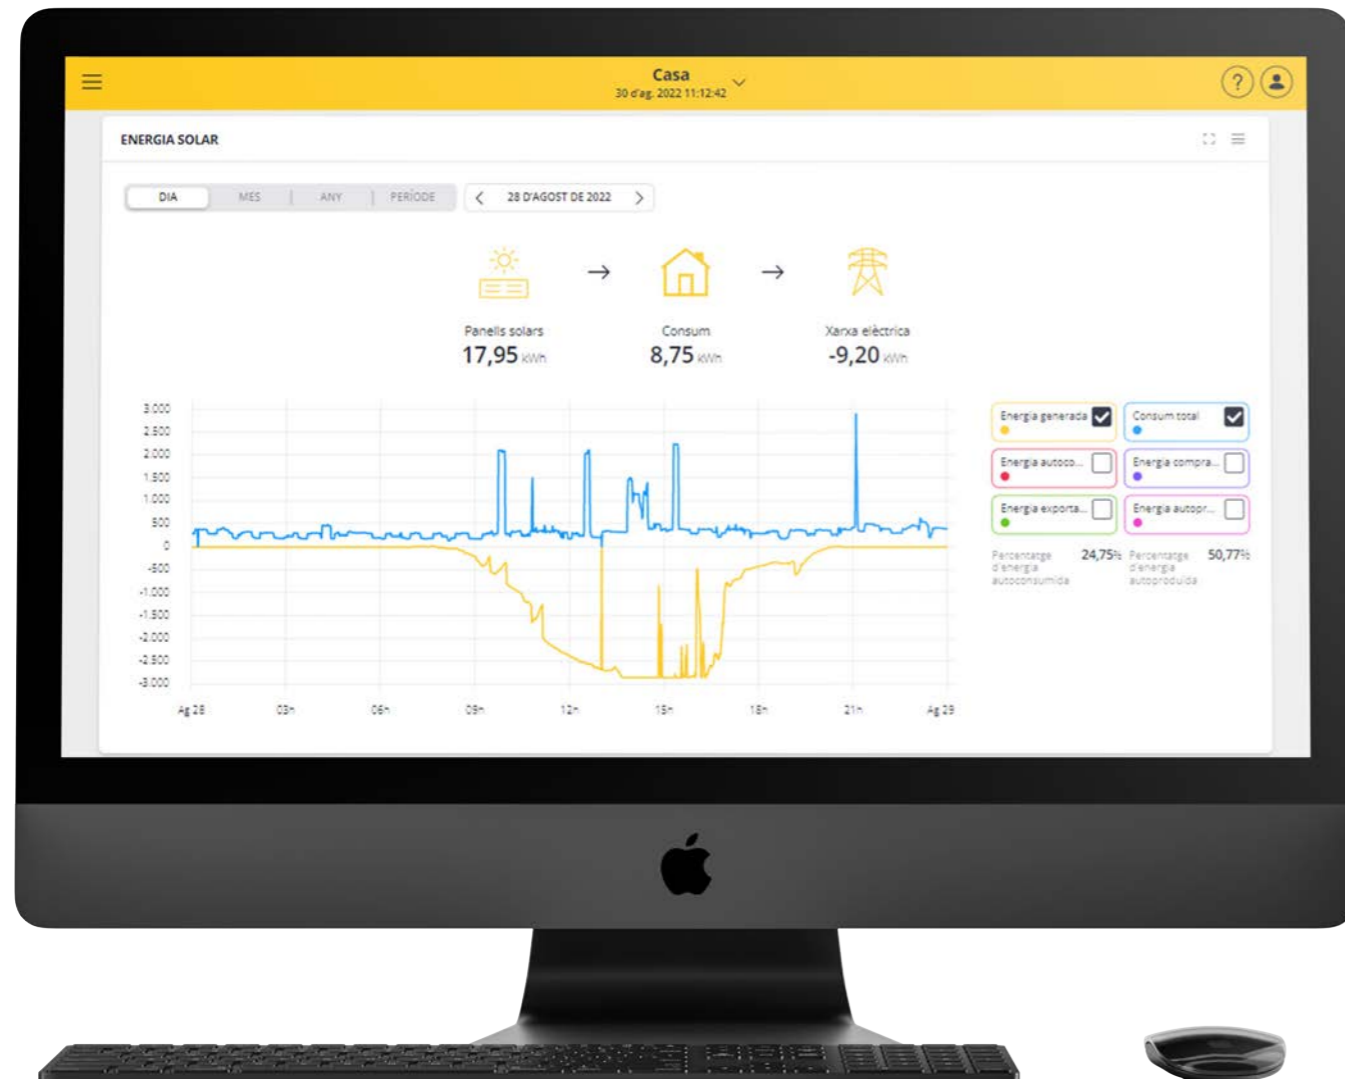 Casa
30 d'ag. 2022 11:12:42
?
ENERGIA SOLAR
DIA MES ANY PERÍODE 28 D'AGOST DE 2022
Panells solars Consum Xarxa elèctrica
17,95 kWh 8,75 kWh -9,20 kWh
3.000
2.500
2.000
1.500
1.000
500
0
-500
-1.000
-1.500
-2.000
-2.500
-3.000
Ag 28 03h 06h 09h 12h 15h 18h 21h Ag 29
Energia generada Consum total
Energia autoco... Energia compra...
Energia exporta... Energia autopr...
Percentatge 24,75% Percentatge 50,77%
d'energia d'energia
autoconsumida autoproduïda